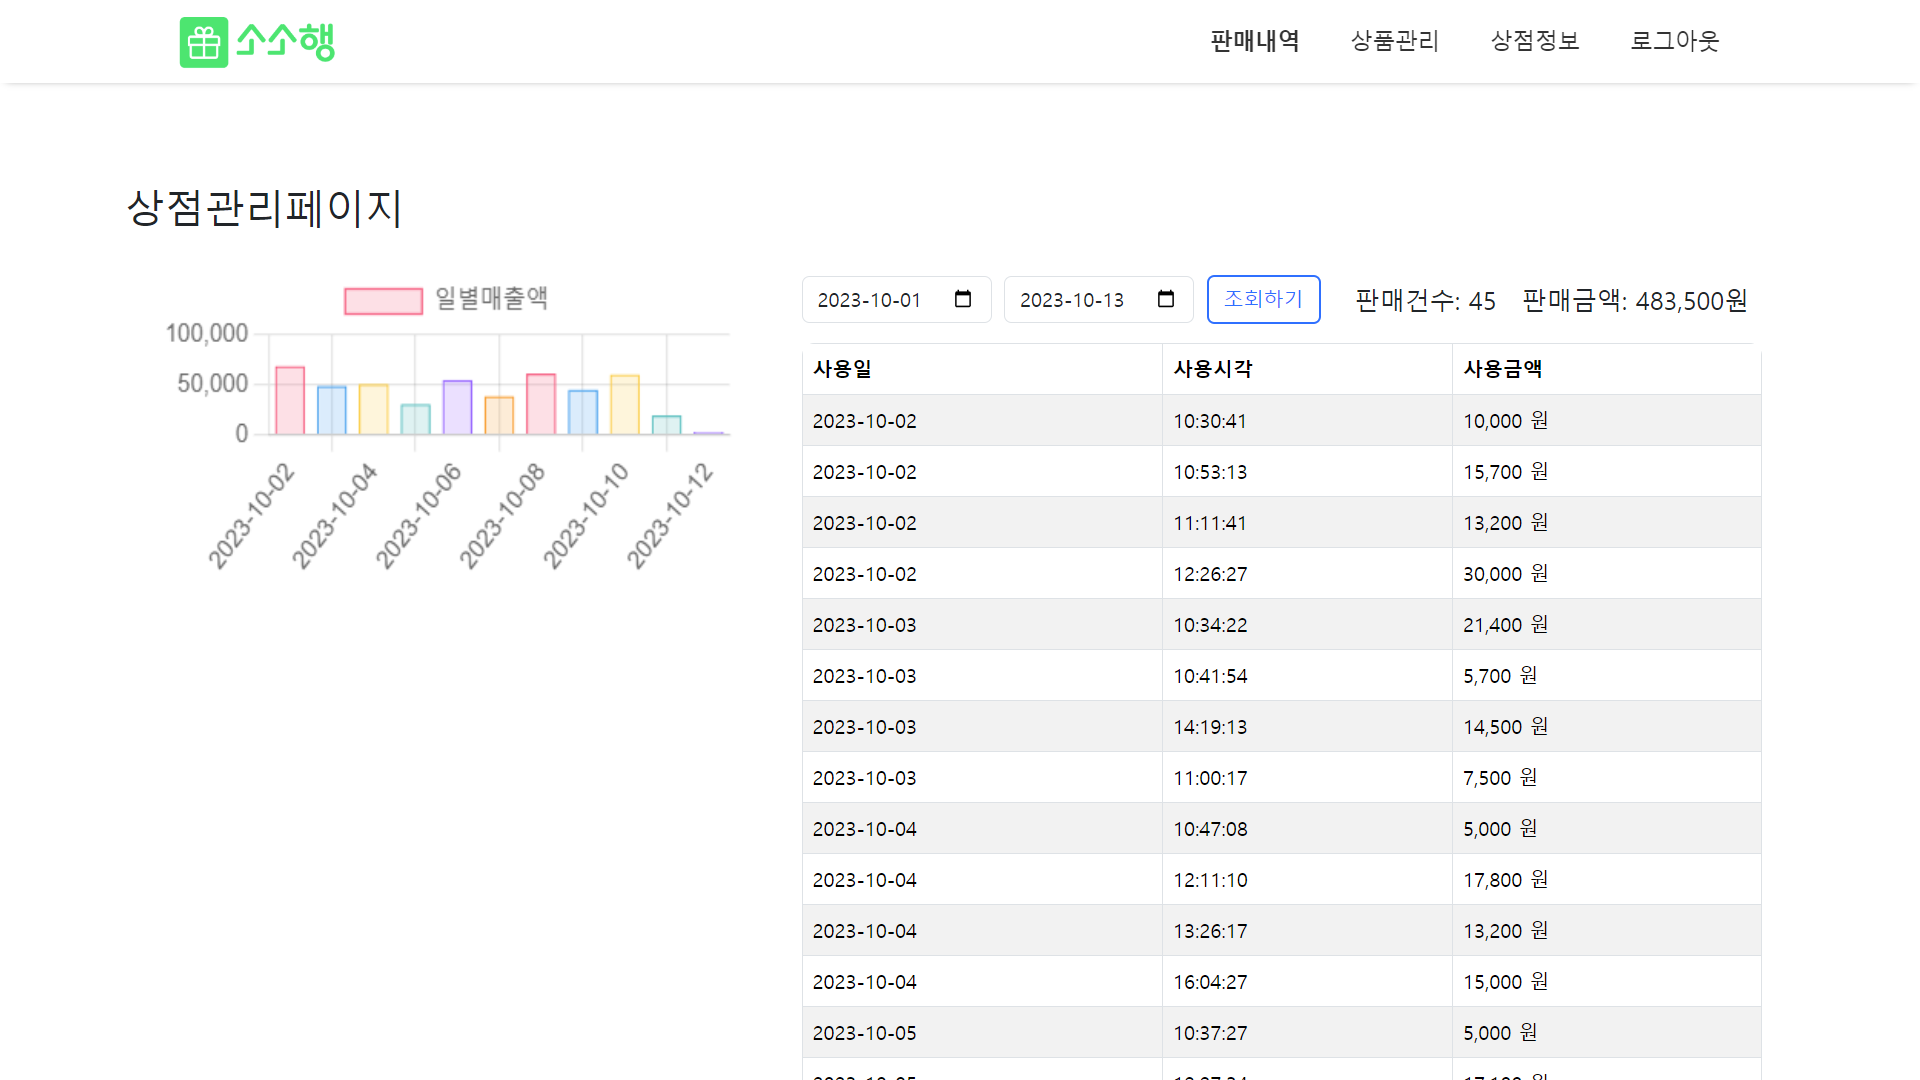 소소행
판매내역 상품관리 상점정보 로그아웃
상점관리페이지
일별매출액
100,000
50,000
0
2023-10-02
2023-10-04
2023-10-06
2023-10-08
2023-10-10
2023-10-12
2023-10-01 2023-10-13 조회하기 판매건수: 45 판매금액: 483,500원
사용일 사용시각 사용금액
2023-10-02 10:30:41 10,000 원
2023-10-02 10:53:13 15,700 원
2023-10-02 11:11:41 13,200 원
2023-10-02 12:26:27 30,000 원
2023-10-03 10:34:22 21,400 원
2023-10-03 10:41:54 5,700 원
2023-10-03 14:19:13 14,500 원
2023-10-03 11:00:17 7,500 원
2023-10-04 10:47:08 5,000 원
2023-10-04 12:11:10 17,800 원
2023-10-04 13:26:17 13,200 원
2023-10-04 16:04:27 15,000 원
2023-10-05 10:37:27 5,000 원